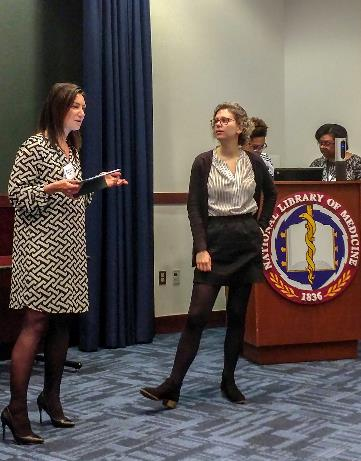 NATIONAL LIBRARY OF MEDICINE
1836